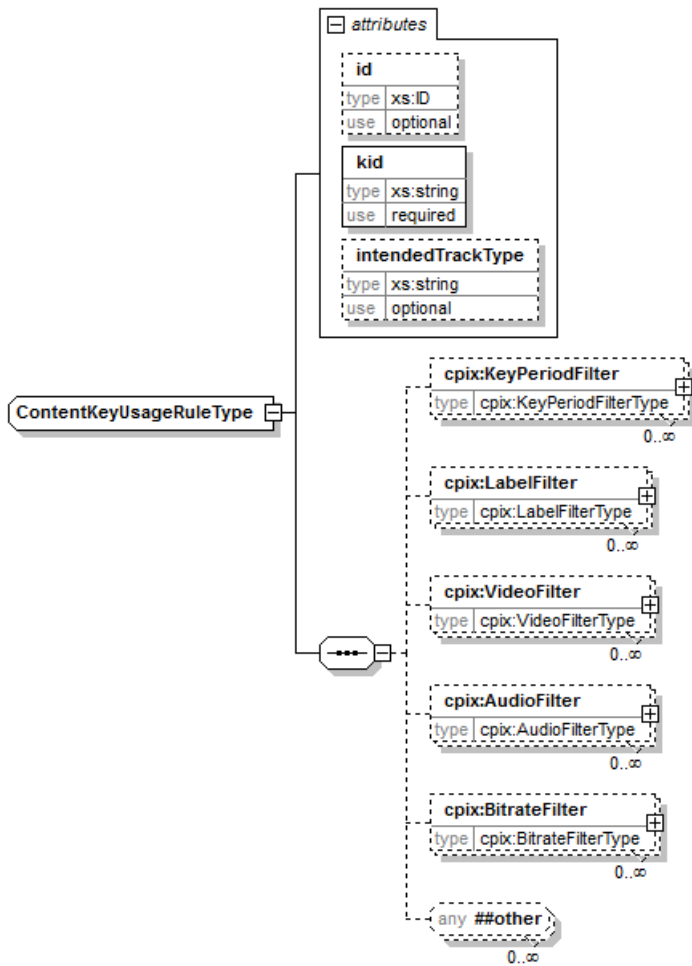 attributes
id
type xs:ID
use optional
kid
type xs:string
use required
intendedTrackType
type xs:string
use optional
ContentKeyUsageRuleType
cpix:KeyPeriodFilter
type cpix:KeyPeriodFilterType
0..∞
cpix:LabelFilter
type cpix:LabelFilterType
0..∞
cpix:VideoFilter
type cpix:VideoFilterType
0..∞
cpix:AudioFilter
type cpix:AudioFilterType
0..∞
cpix:BitrateFilter
type cpix:BitrateFilterType
0..∞
any ##other
0..∞